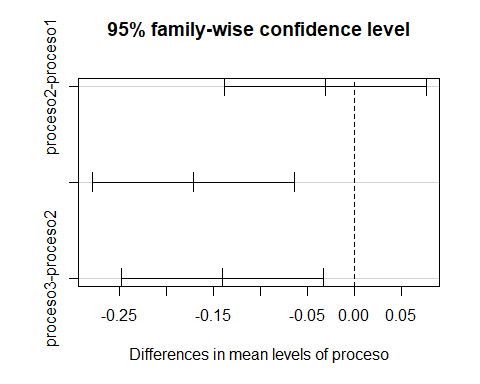 95% family-wise confidence level
proceso2-proceso1
proceso3-proceso2
-0.25
-0.15
-0.05
0.00
0.05
Differences in mean levels of proceso